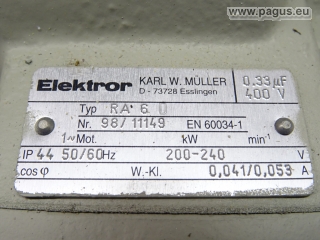 © www.pagus.eu
Elektror KARL W. MÜLLER 0.33µF
D - 73728 Esslingen 400 V
Typ RA 6 0
Nr. 98/11149 EN 60034-1
1~Mot. kW min⁻¹
IP 44 50/60Hz 200-240 V
cos φ W.-Kl. 0,041/0,053 A